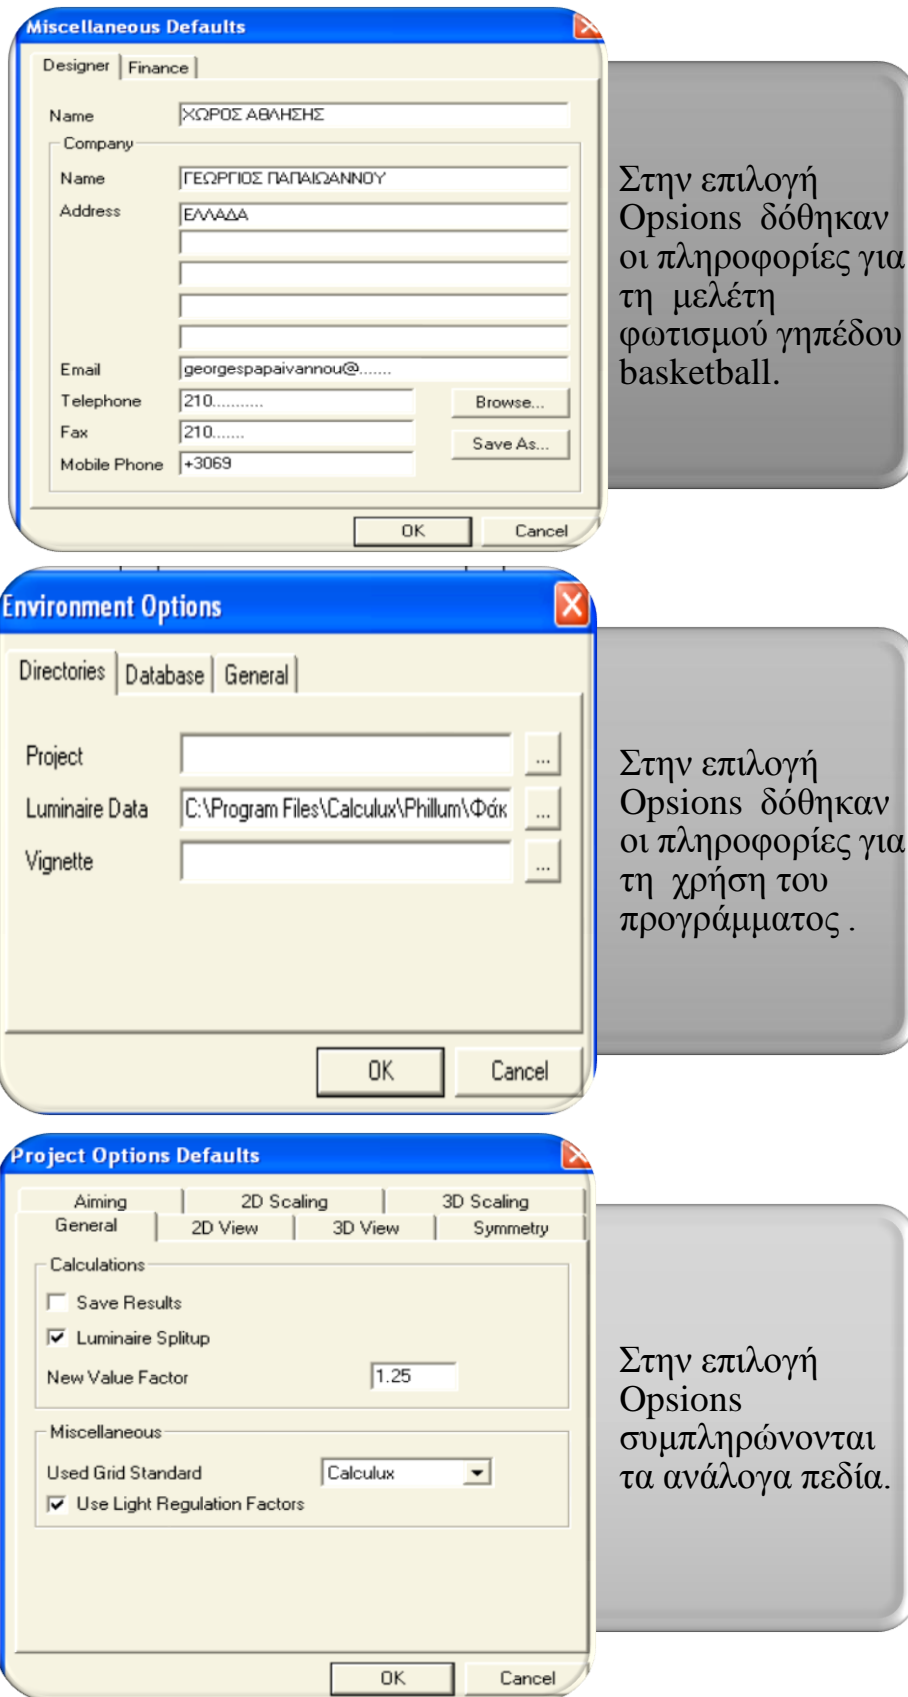 Miscellaneous Defaults
Designer
Finance
Name
ΧΩΡΟΣ ΑΘΛΗΣΗΣ
Company
Name
ΓΕΩΡΓΙΟΣ ΠΑΠΑΙΩΑΝΝΟΥ
Address
ΕΛΛΑΔΑ
Email
georgespapaivannou@.......
Telephone
210...........
Browse...
Fax
210.......
Save As...
Mobile Phone
+3069
OK
Cancel
Στην επιλογή
Opsions δόθηκαν
οι πληροφορίες για
τη μελέτη
φωτισμού γηπέδου
basketball.
Environment Options
Directories
Database
General
Project
...
Luminaire Data
C:\Program Files\Calculux\Phillum\Φάκ
...
Vignette
...
OK
Cancel
Στην επιλογή
Opsions δόθηκαν
οι πληροφορίες για
τη χρήση του
προγράμματος .
Project Options Defaults
Aiming
2D Scaling
3D Scaling
General
2D View
3D View
Symmetry
Calculations
Save Results
Luminaire Splitup
New Value Factor
1.25
Miscellaneous
Used Grid Standard
Calculux
Use Light Regulation Factors
OK
Cancel
Στην επιλογή
Opsions
συμπληρώνονται
τα ανάλογα πεδία.